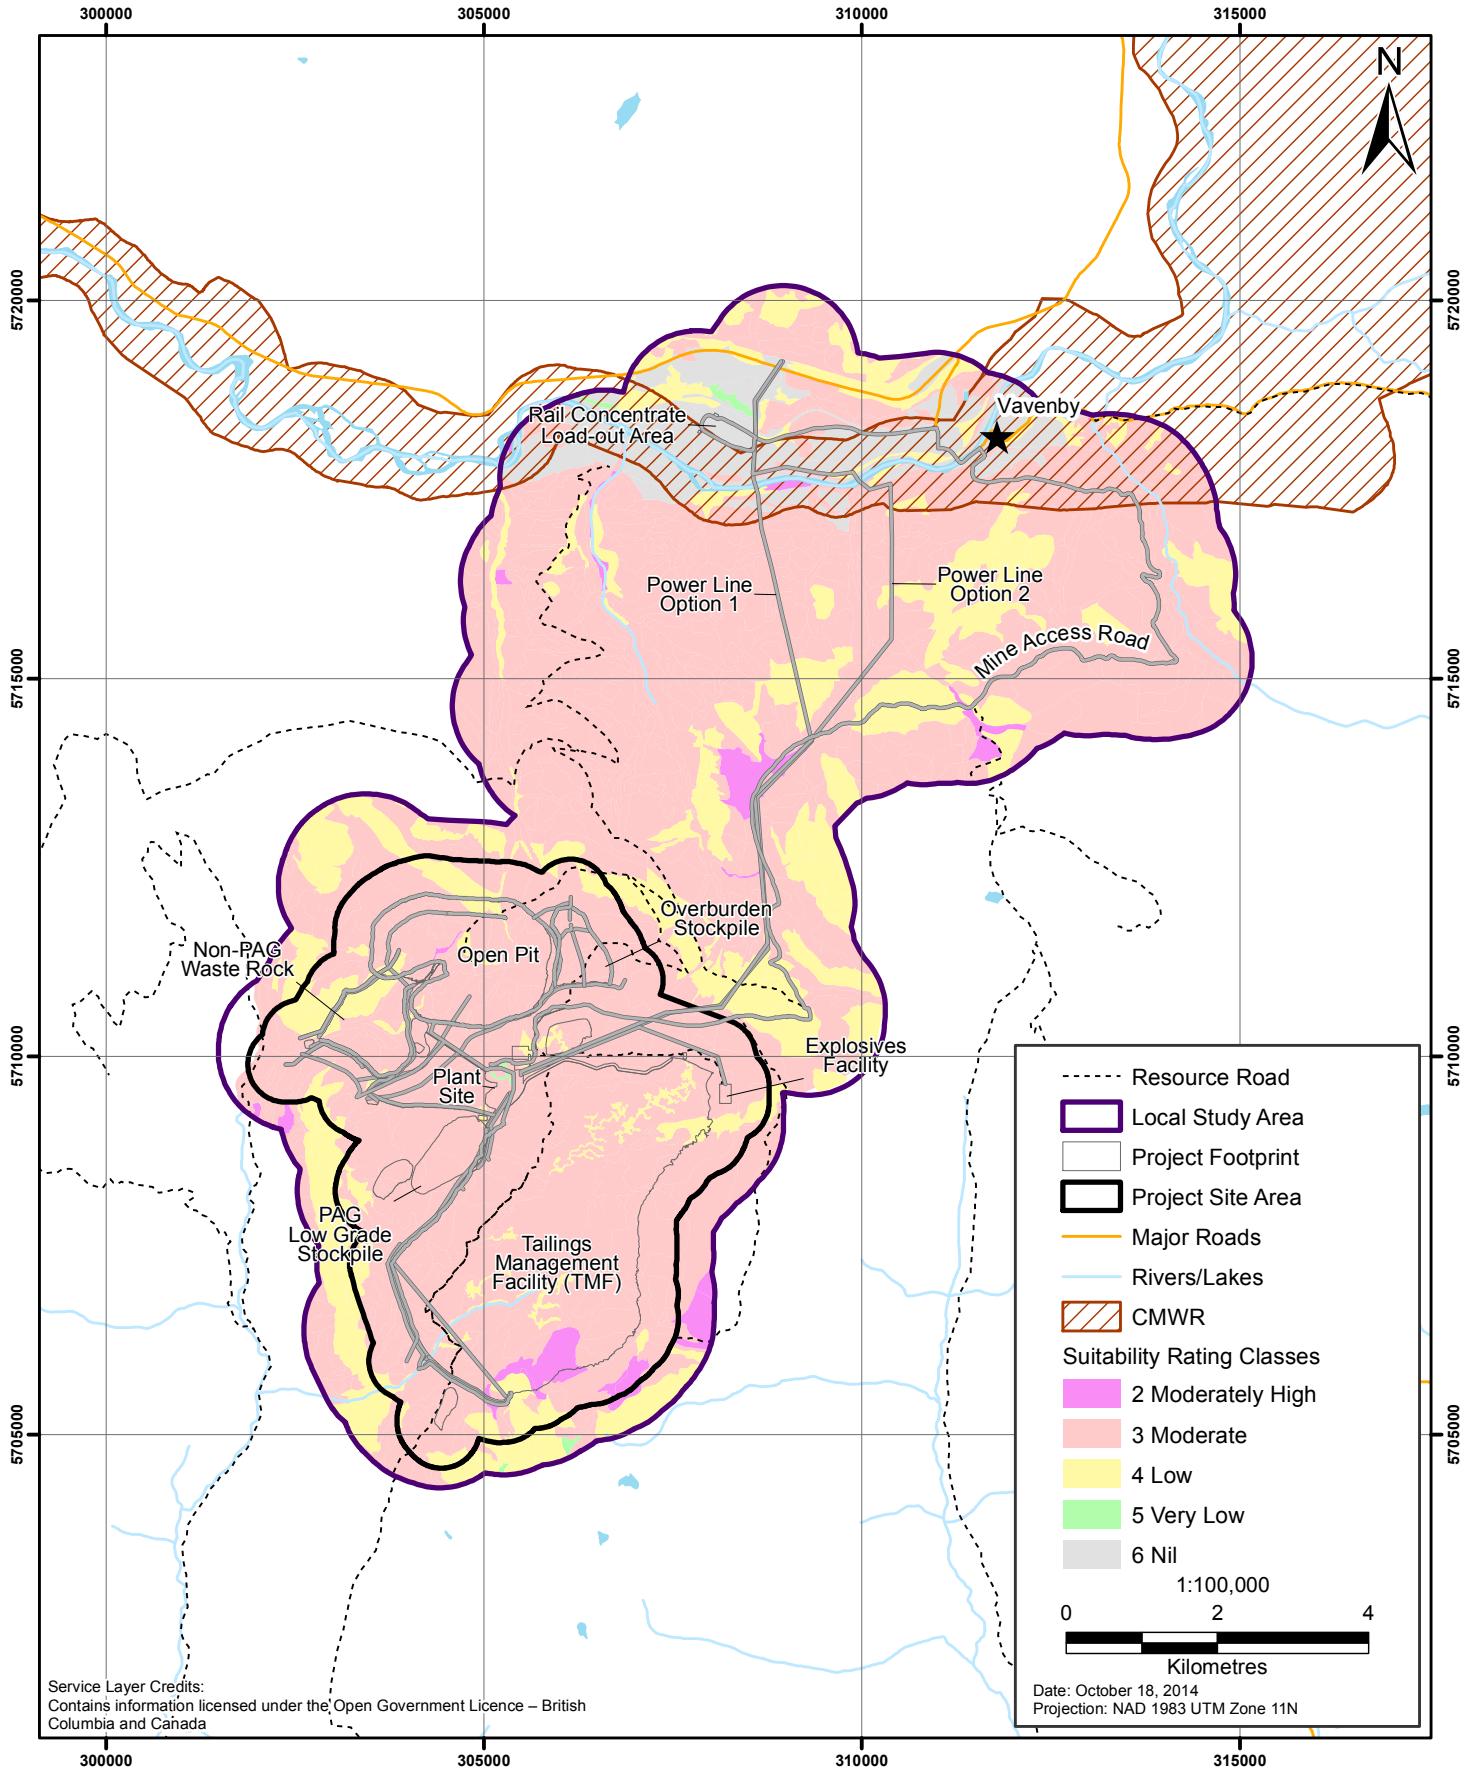 300000
305000
310000
315000
N
5720000
5720000
Vavenby
Rail Concentrate
Load-out Area
Power Line
Option 1
Power Line
Option 2
Mine Access Road
5715000
5715000
Overburden
Stockpile
Non-PAG
Waste Rock
Open Pit
5710000
5710000
Explosives
Facility
Plant
Site
PAG
Low Grade
Stockpile
Tailings
Management
Facility (TMF)
5705000
5705000
Resource Road
Local Study Area
Project Footprint
Project Site Area
Major Roads
Rivers/Lakes
CMWR
Suitability Rating Classes
2 Moderately High
3 Moderate
4 Low
5 Very Low
6 Nil
1:100,000
0 2 4
Kilometres
Date: October 18, 2014
Projection: NAD 1983 UTM Zone 11N
Service Layer Credits:
Contains information licensed under the Open Government Licence – British
Columbia and Canada
300000
305000
310000
315000